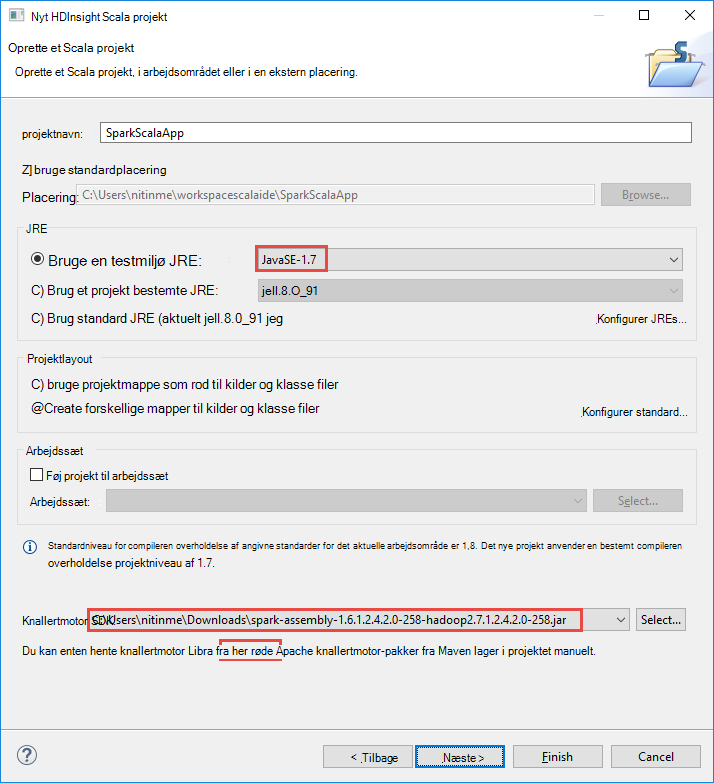 Nyt HDInsight Scala projekt
Oprette et Scala projekt
Oprette et Scala projekt, i arbejdsområdet eller i en ekstern placering.
projektnavn: SparkScalaApp
Z] bruge standardplacering
Placering: C:\Users\nitinme\workspacescalaide\SparkScalaApp Browse...
JRE
Bruge en testmiljø JRE: JavaSE-1.7
C) Brug et projekt bestemte JRE: jell.8.O_91
C) Brug standard JRE (aktuelt jell.8.0_91 jeg Konfigurer JREs...
Projektlayout
C) bruge projektmappe som rod til kilder og klasse filer
@Create forskellige mapper til kilder og klasse filer Konfigurer standard...
Arbejdssæt
Føj projekt til arbejdssæt
Arbejdssæt: Select...
Standardniveau for compileren overholdelse af angivne standarder for det aktuelle arbejdsområde er 1,8. Det nye projekt anvender en bestemt compileren
overholdelse projektniveau af 1.7.
Knallertmotor SDK: C:\Users\nitinme\Downloads\spark-assembly-1.6.1.2.4.2.0-258-hadoop2.7.1.2.4.2.0-258.jar Select...
Du kan enten hente knallertmotor Libra fra her røde Apache knallertmotor-pakker fra Maven lager i projektet manuelt.
< Tilbage Næste > Finish Cancel